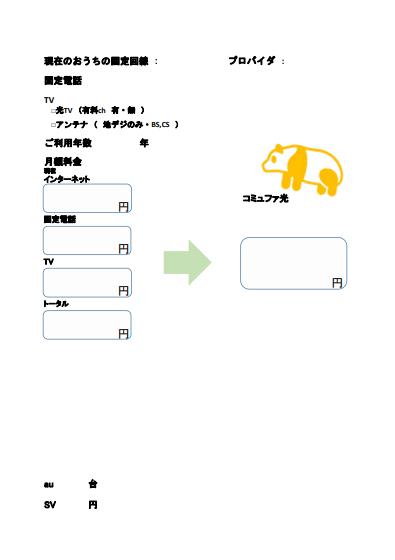 現在のおうちの固定回線 : プロバイダ :
固定電話
TV
□光TV (有料ch 有・無 )
□アンテナ ( 地デジのみ・BS,CS )
ご利用年数 年
月額料金
現在
インターネット
円
固定電話
円
TV
円
トータル
円
コミュファ光
円
au 台
SV 円